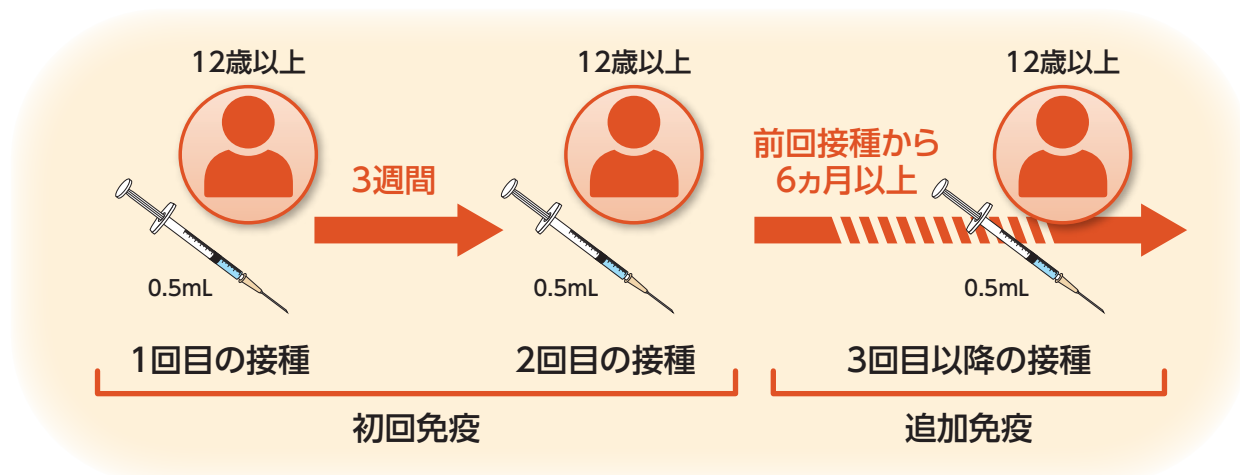 12歳以上
12歳以上
12歳以上
3週間
前回接種から
6ヵ月以上
0.5mL
0.5mL
0.5mL
1回目の接種
2回目の接種
3回目以降の接種
初回免疫
追加免疫